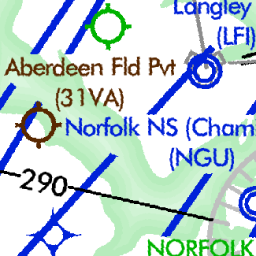 Langley
(LFI)
Aberdeen Fld Pvt
(31VA)
Norfolk NS (Cham
(NGU)
290
NORFOLK